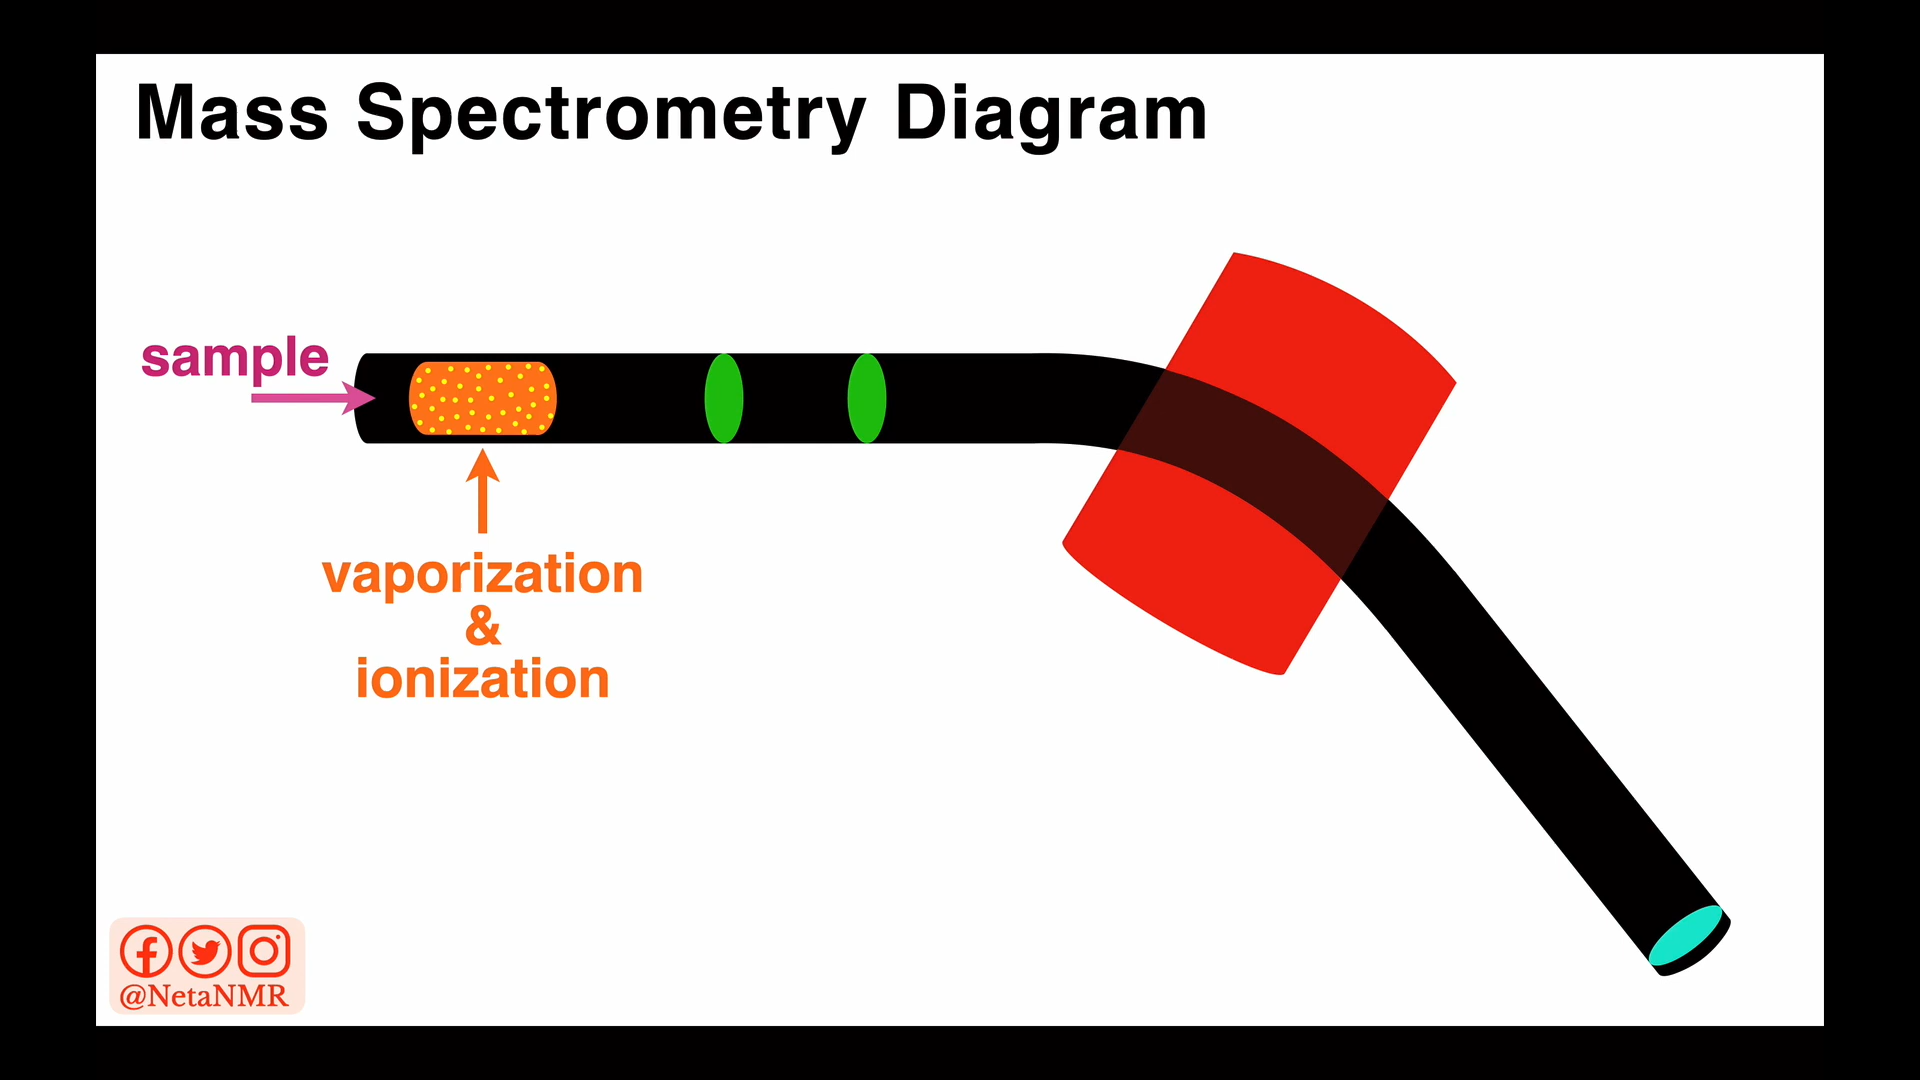 Mass Spectrometry Diagram
sample
vaporization
&
ionization
@NetaNMR